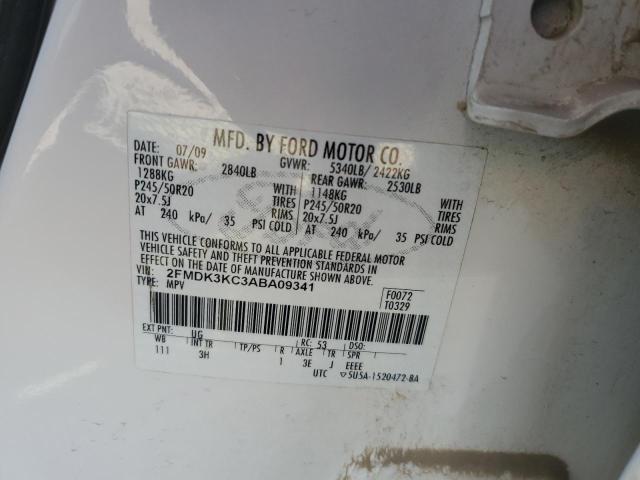 MFD. BY FORD MOTOR CO.
DATE: 07/09 GVWR: 5340LB/ 2422KG
FRONT GAWR: 2840LB REAR GAWR: 2530LB
1288KG WITH 1148KG WITH
P245/50R20 TIRES P245/50R20 TIRES
20x7.5J RIMS 20x7.5J RIMS
AT 240 kPa/ 35 PSI COLD AT 240 kPa/ 35 PSI COLD
THIS VEHICLE CONFORMS TO ALL APPLICABLE FEDERAL MOTOR
VEHICLE SAFETY AND THEFT PREVENTION STANDARDS IN
EFFECT ON THE DATE OF MANUFACTURE SHOWN ABOVE.
VIN: 2FMDK3KC3ABA09341
TYPE: MPV
F0072
T0329
EXT PNT: UG RC: 53 DSO:
WB INT TR TP/PS R AXLE TR SPR
111 3H 1 3E J EEEE
UTC 5U5A-1520472-BA
Ford